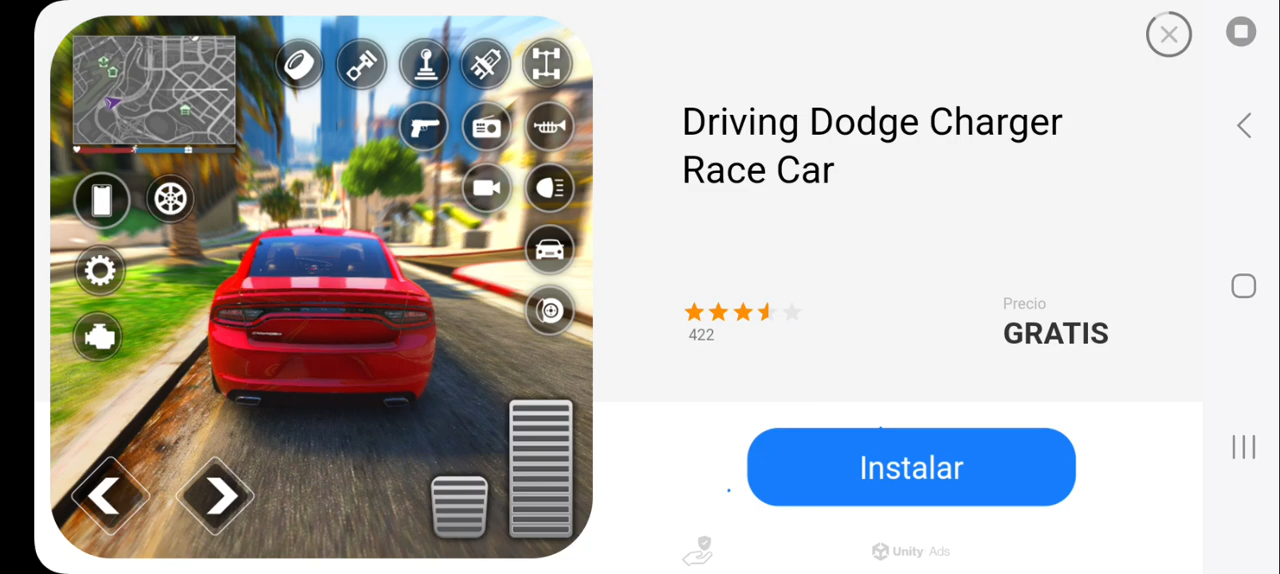 Driving Dodge Charger
Race Car
422
Precio
GRATIS
Instalar
Unity Ads